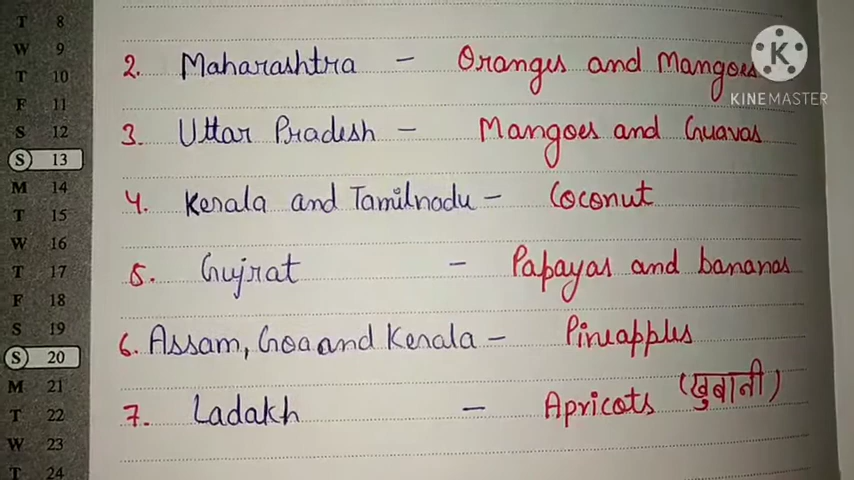 T 8
W 9
T 10
F 11
S 12
S 13
M 14
T 15
W 16
T 17
F 18
S 19
S 20
M 21
T 22
W 23
T 24
2. Maharashtra - Oranges and Mangoes
KINEMASTER
3. Uttar Pradesh - Mangoes and Guavas
4. Kerala and Tamilnadu - Coconut
5. Gujrat - Papayas and bananas
6. Assam, Goa and Kerala - Pineapples
7. Ladakh - Apricots (खुबानी)